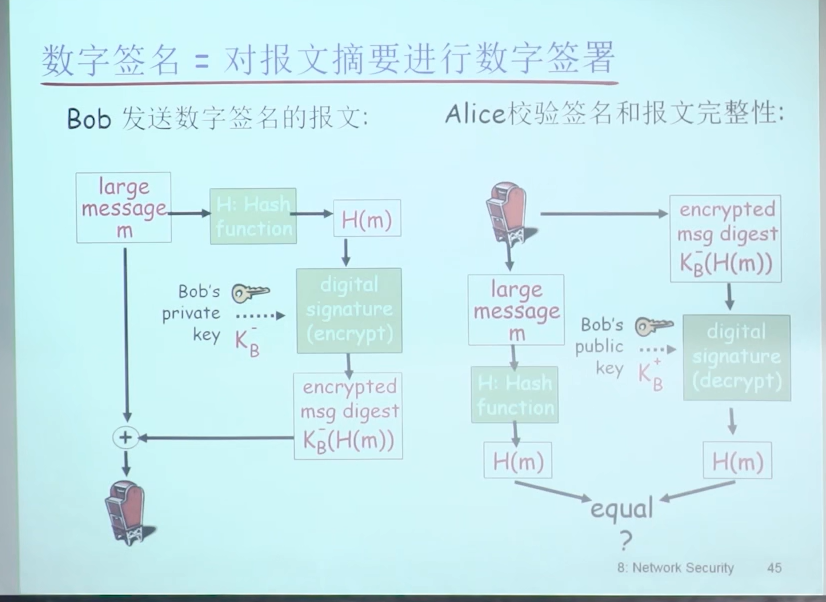 数字签名 = 对报文摘要进行数字签署
Bob 发送数字签名的报文:
large
message
m
H: Hash
function
H(m)
Bob's
private
key
K_B^-
digital
signature
(encrypt)
encrypted
msg digest
K_B^-(H(m))
+
Alice校验签名和报文完整性:
encrypted
msg digest
K_B^-(H(m))
large
message
m
Bob's
public
key
K_B^+
digital
signature
(decrypt)
H: Hash
function
H(m)
H(m)
equal
?
8: Network Security 45